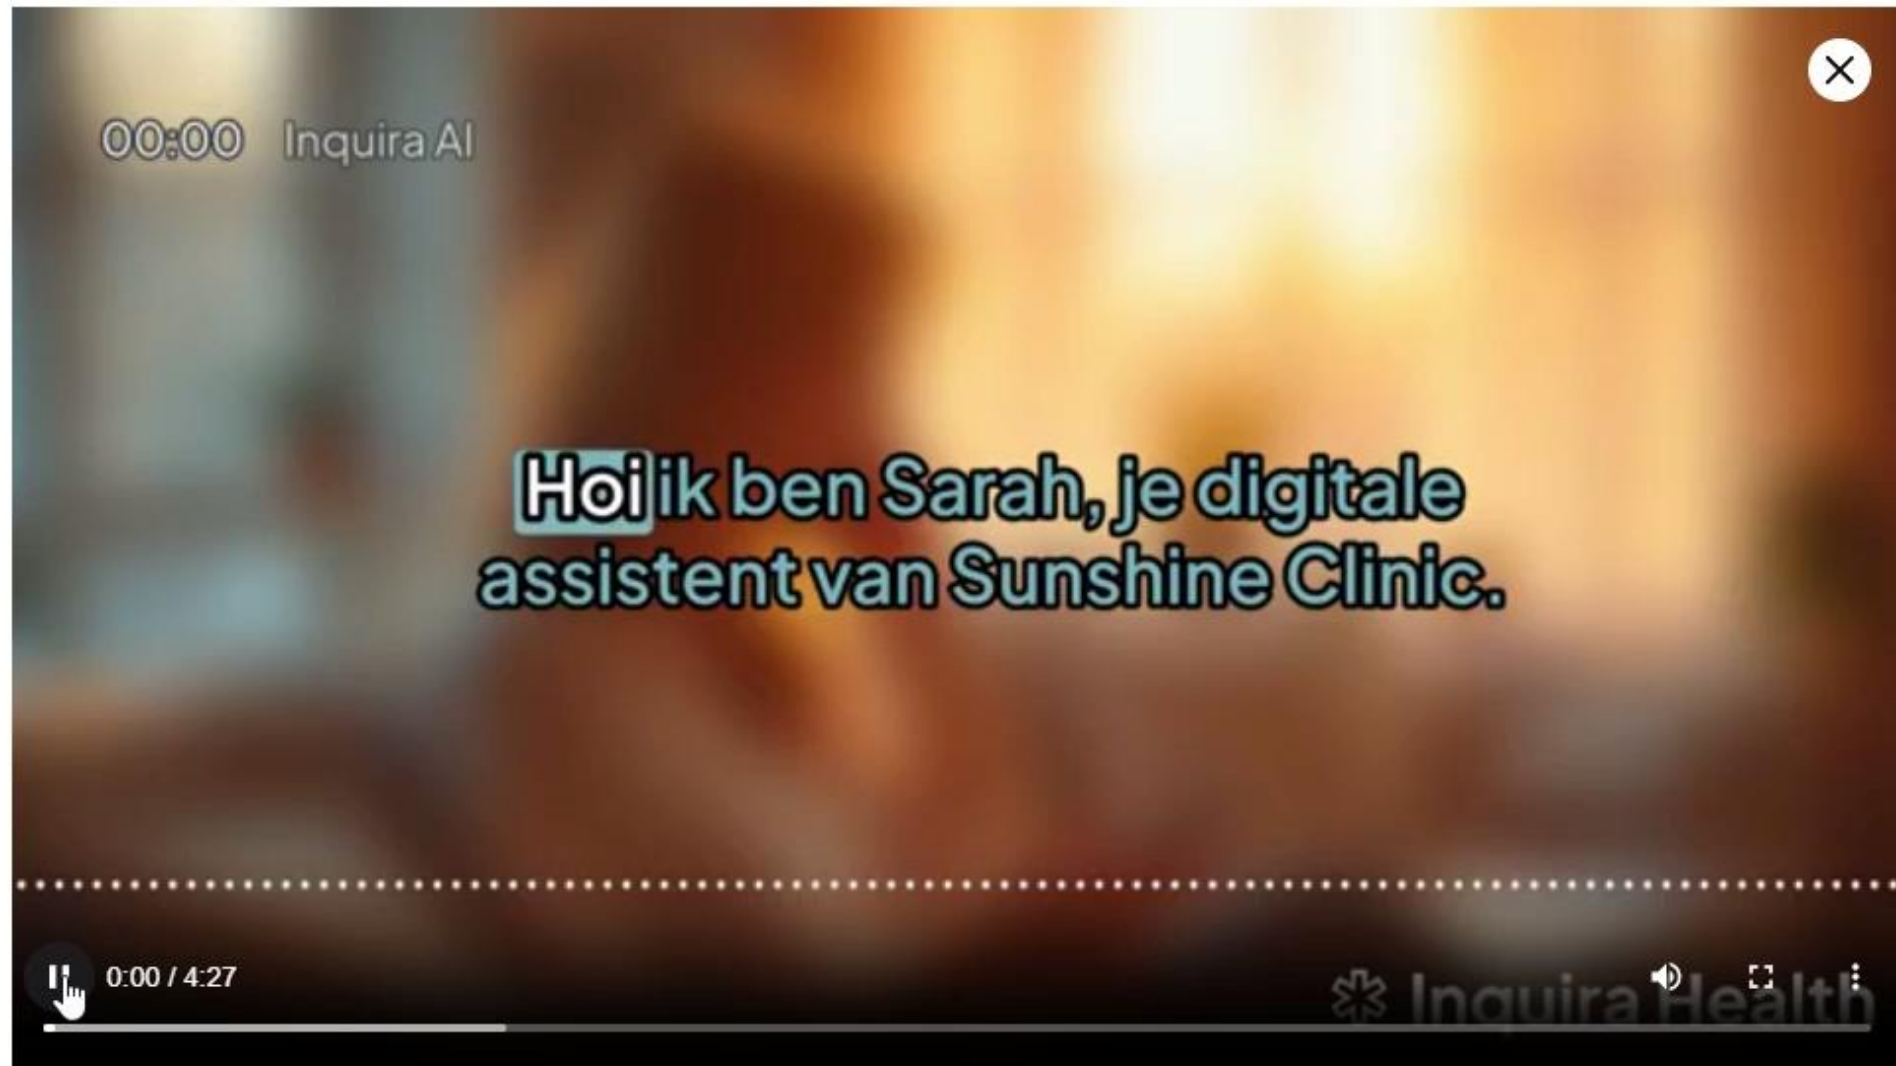 00:00 Inquira AI
Hoi ik ben Sarah, je digitale
assistent van Sunshine Clinic.
0:00 / 4:27
Inquira Health